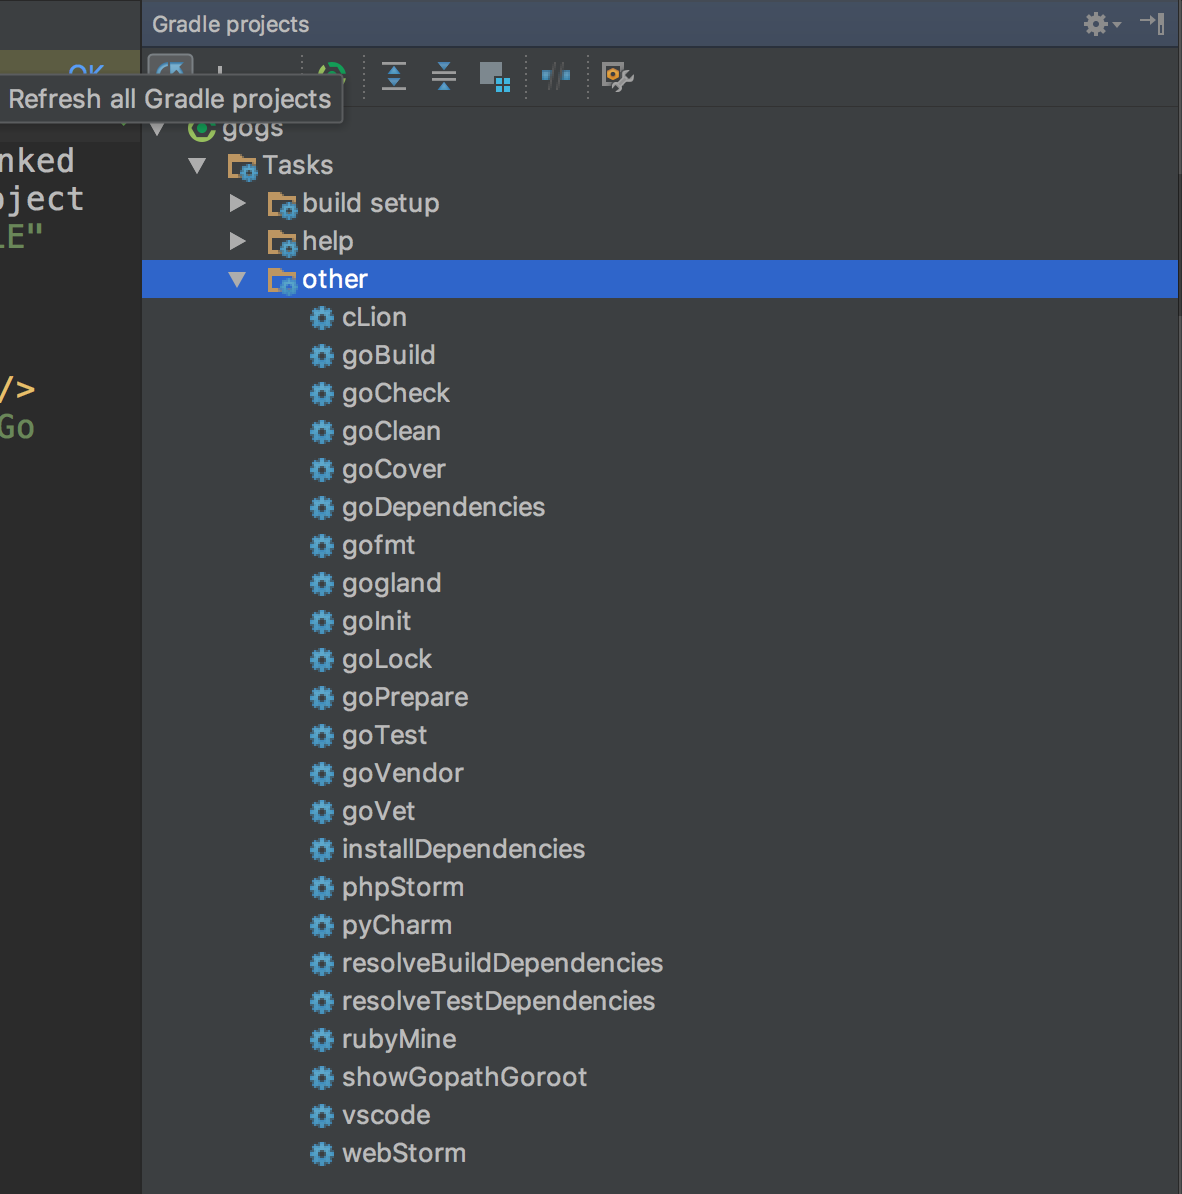 Gradle projects
OK
Refresh all Gradle projects
gogs
nked
Tasks
oject
build setup
LE"
help
other
cLion
goBuild
/>
goCheck
Go
goClean
goCover
goDependencies
gofmt
gogland
goInit
goLock
goPrepare
goTest
goVendor
goVet
installDependencies
phpStorm
pyCharm
resolveBuildDependencies
resolveTestDependencies
rubyMine
showGopathGoroot
vscode
webStorm